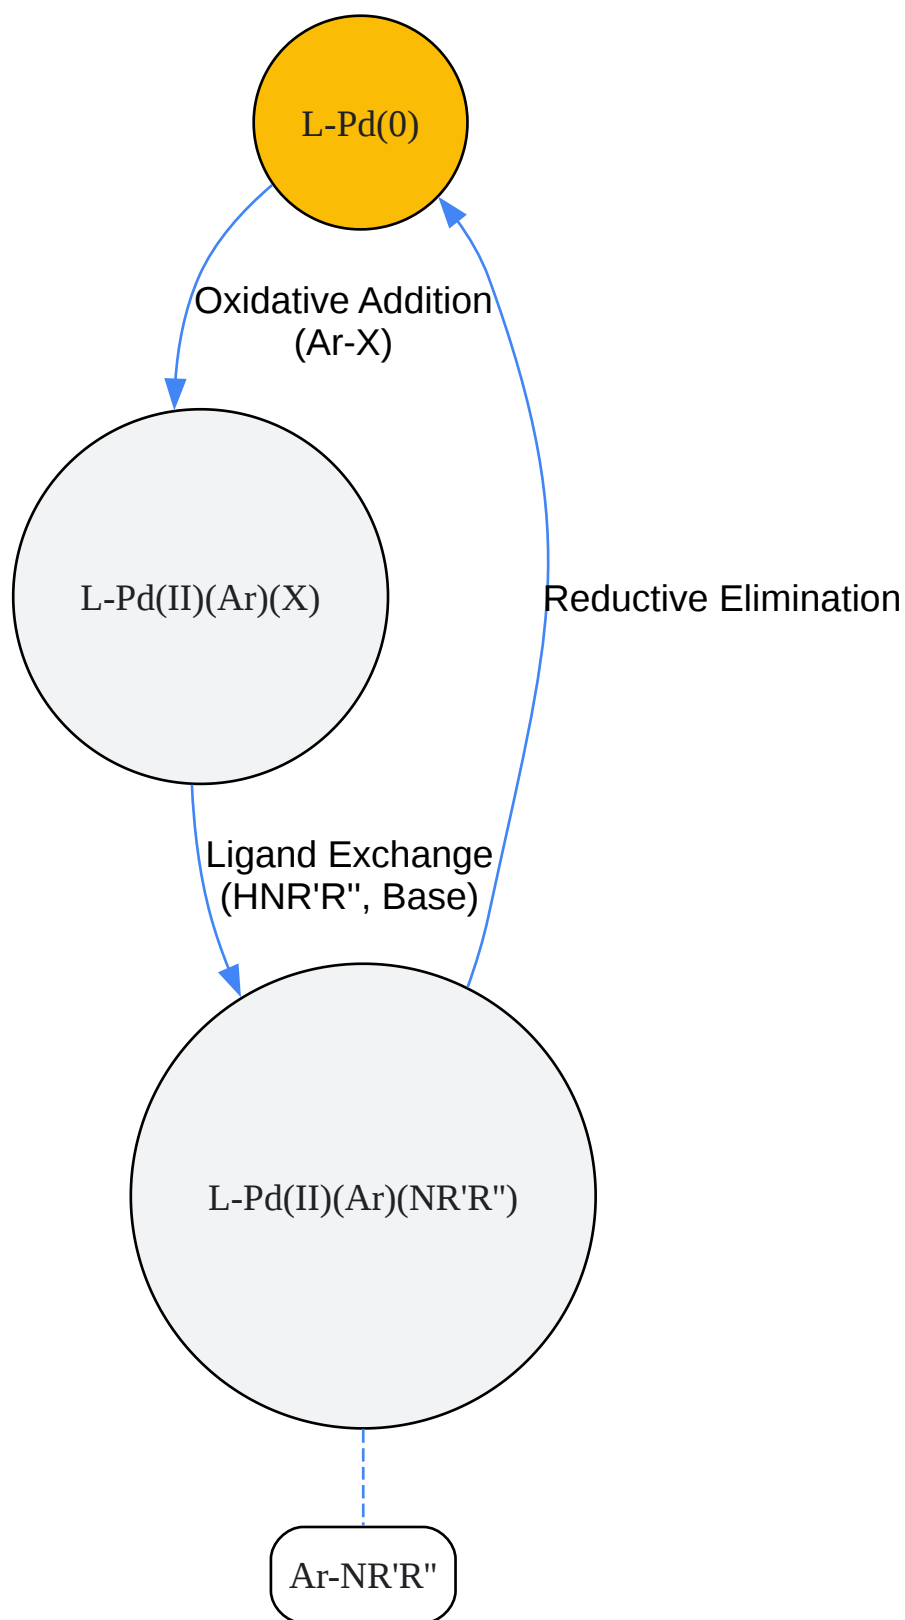 L-Pd(0)
Oxidative Addition
(Ar-X)
L-Pd(II)(Ar)(X)
Reductive Elimination
Ligand Exchange
(HNR'R'', Base)
L-Pd(II)(Ar)(NR'R'')
Ar-NR'R''